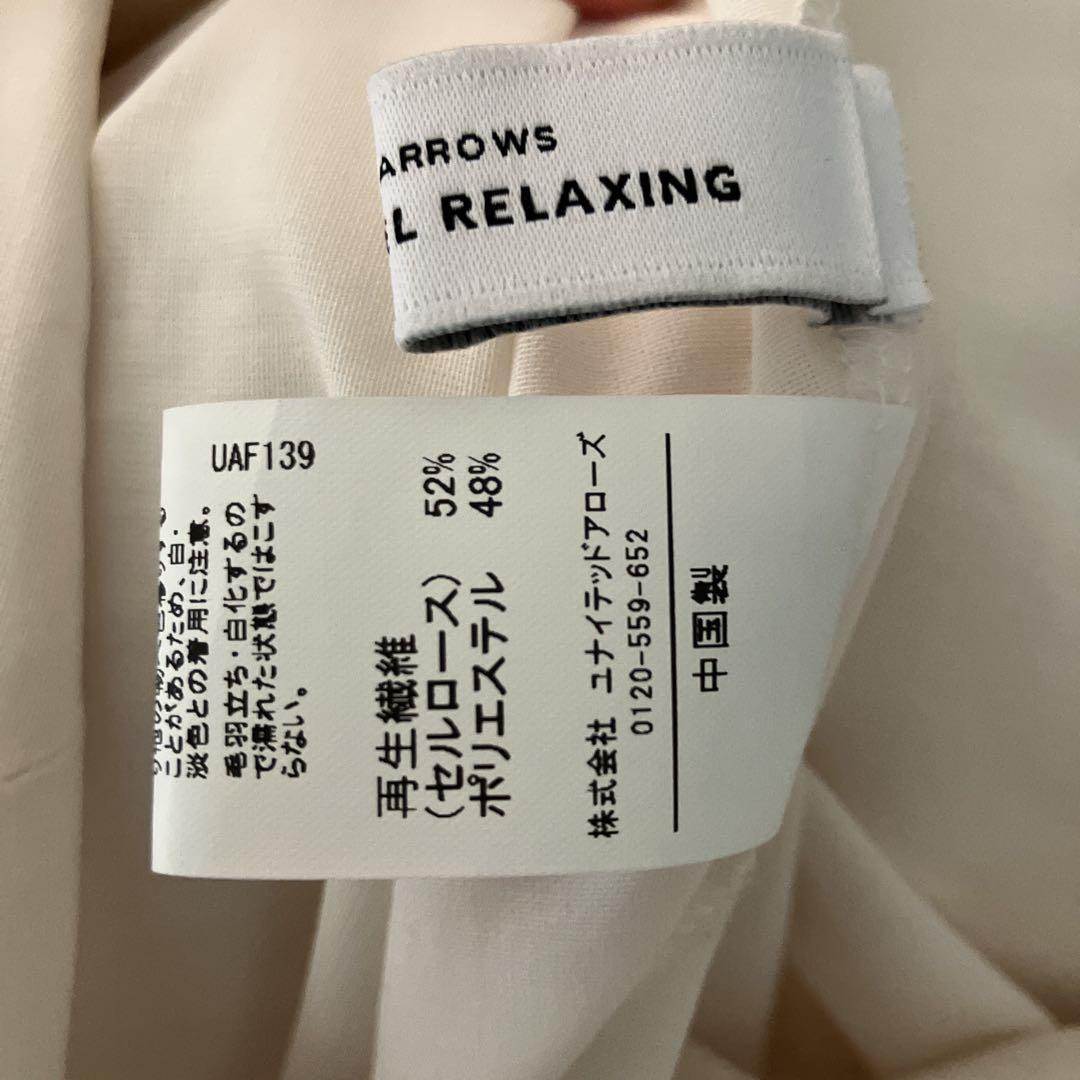 ARROWS
RELAXING
UAF139
ことがあるため、白・
淡色との着用に注意。
毛羽立ち・白化するの
で濡れた状態ではこす
らない。
再生繊維
(セルロース) 52%
ポリエステル 48%
株式会社 ユナイテッドアローズ
0120-559-652
中国製